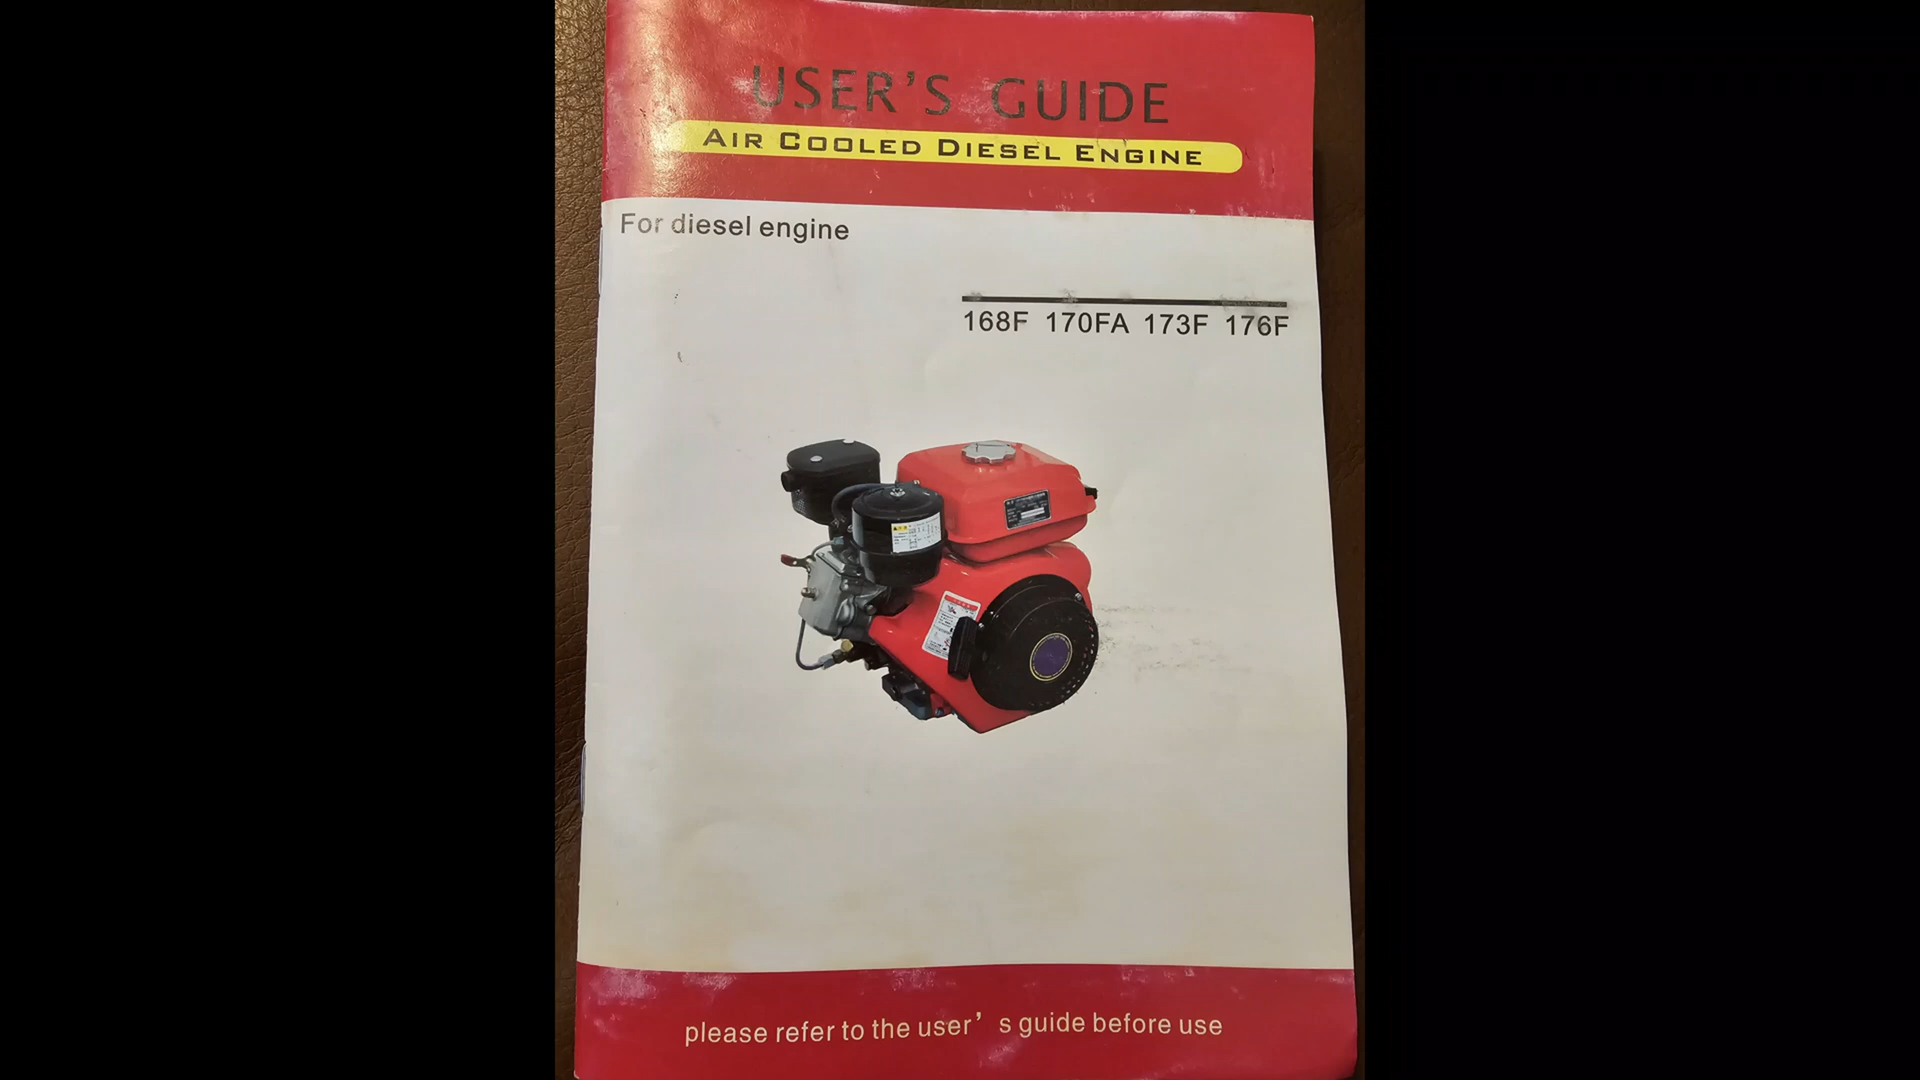 USER'S GUIDE
AIR COOLED DIESEL ENGINE
For diesel engine
168F 170FA 173F 176F
please refer to the user's guide before use